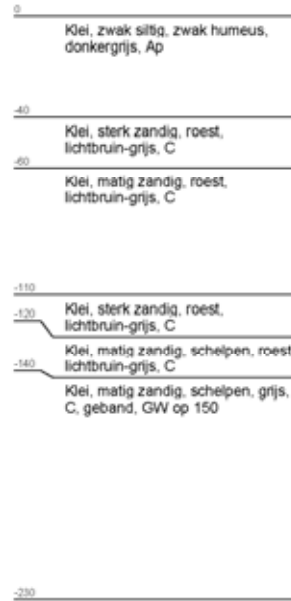 0
Klei, zwak siltig, zwak humeus,
donkergrijs, Ap
-40
Klei, sterk zandig, roest,
lichtbruin-grijs, C
-60
Klei, matig zandig, roest,
lichtbruin-grijs, C
-110
Klei, sterk zandig, roest,
lichtbruin-grijs, C
-120
Klei, matig zandig, schelpen, roest
lichtbruin-grijs, C
-140
Klei, matig zandig, schelpen, grijs,
C, geband, GW op 150
-230